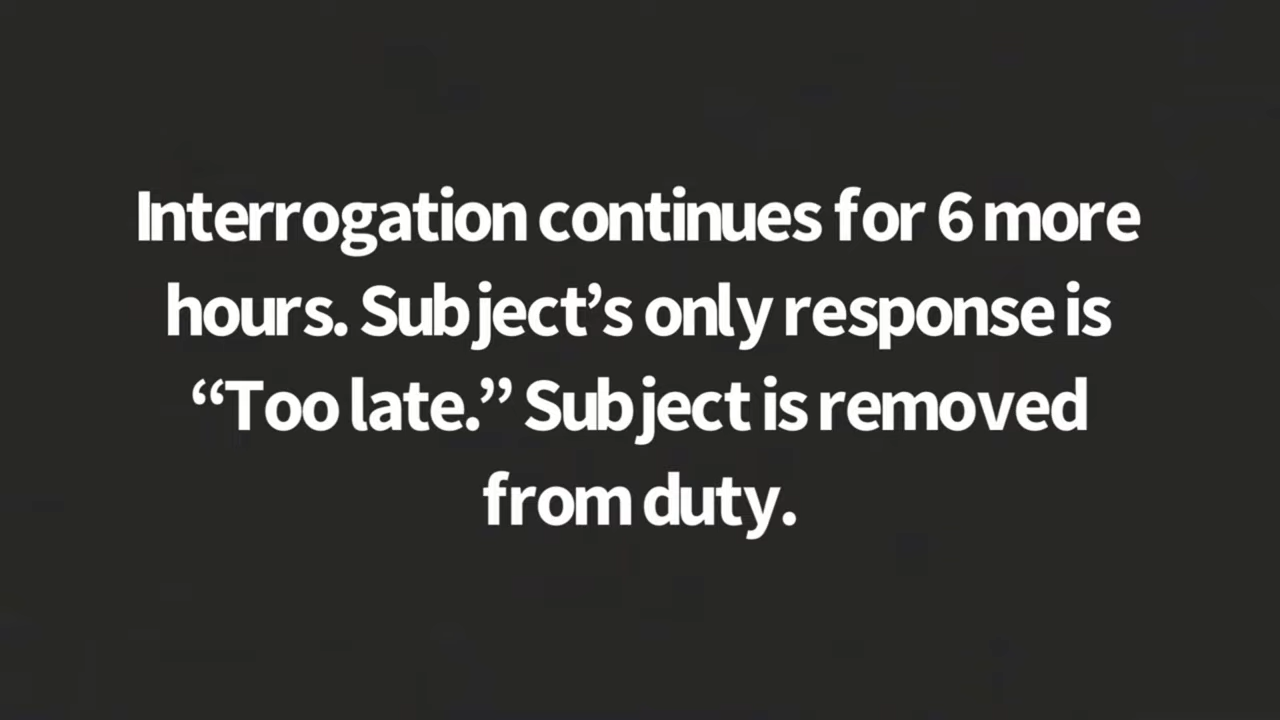 Interrogation continues for 6 more
hours. Subject’s only response is
“Too late.” Subject is removed
from duty.